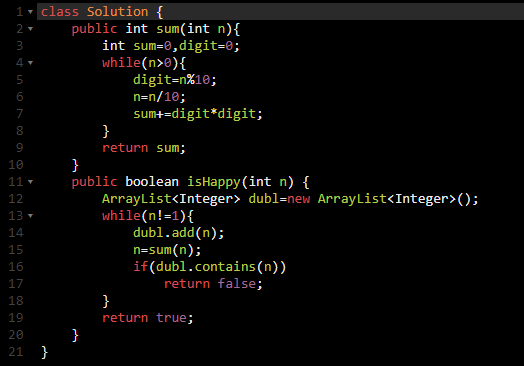 1 class Solution {
2     public int sum(int n){
3         int sum=0,digit=0;
4         while(n>0){
5             digit=n%10;
6             n=n/10;
7             sum+=digit*digit;
8         }
9         return sum;
10     }
11     public boolean isHappy(int n) {
12         ArrayList<Integer> dubl=new ArrayList<Integer>();
13         while(n!=1){
14             dubl.add(n);
15             n=sum(n);
16             if(dubl.contains(n))
17                 return false;
18         }
19         return true;
20     }
21 }